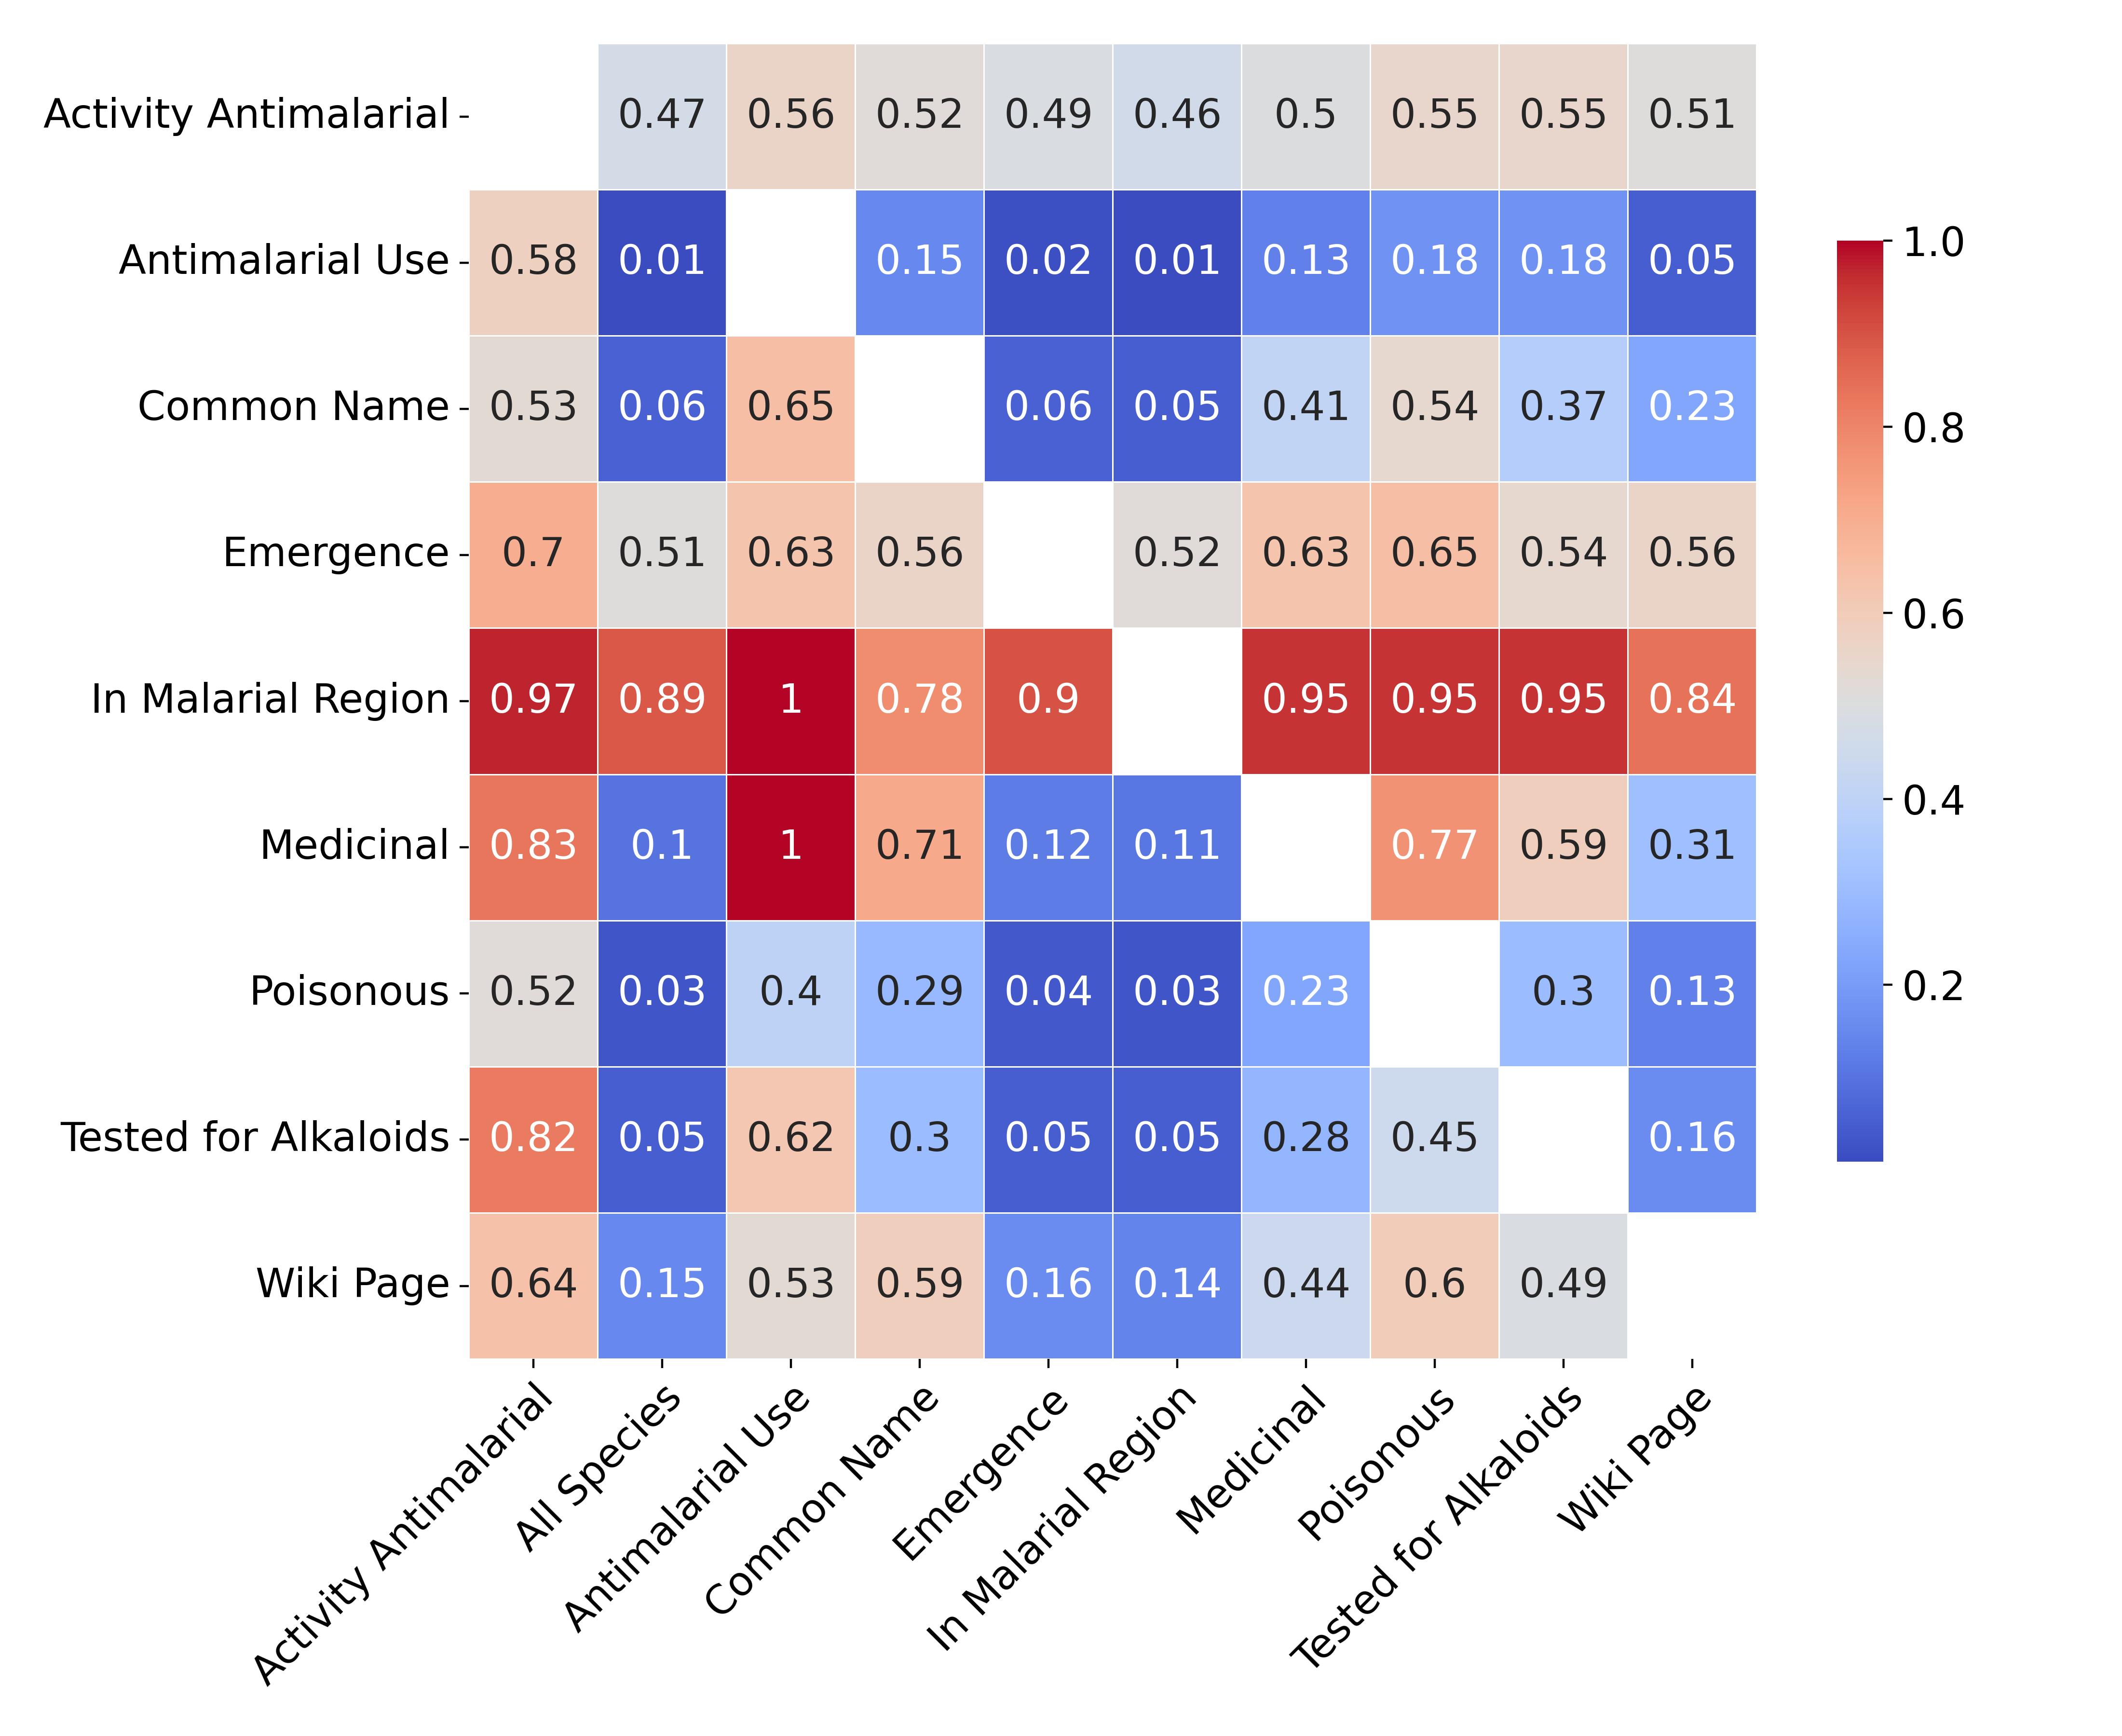 Activity Antimalarial 0.47 0.56 0.52 0.49 0.46 0.5 0.55 0.55 0.51
Antimalarial Use 0.58 0.01 0.15 0.02 0.01 0.13 0.18 0.18 0.05
Common Name 0.53 0.06 0.65 0.06 0.05 0.41 0.54 0.37 0.23
Emergence 0.7 0.51 0.63 0.56 0.52 0.63 0.65 0.54 0.56
In Malarial Region 0.97 0.89 1 0.78 0.9 0.95 0.95 0.95 0.84
Medicinal 0.83 0.1 1 0.71 0.12 0.11 0.77 0.59 0.31
Poisonous 0.52 0.03 0.4 0.29 0.04 0.03 0.23 0.3 0.13
Tested for Alkaloids 0.82 0.05 0.62 0.3 0.05 0.05 0.28 0.45 0.16
Wiki Page 0.64 0.15 0.53 0.59 0.16 0.14 0.44 0.6 0.49
Activity Antimalarial
All Species
Antimalarial Use
Common Name
Emergence
In Malarial Region
Medicinal
Poisonous
Tested for Alkaloids
Wiki Page
1.0
0.8
0.6
0.4
0.2